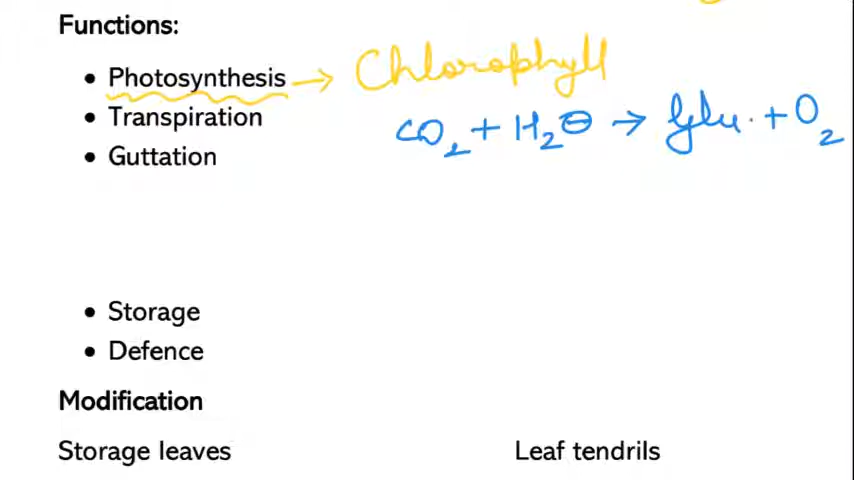 Functions:
• Photosynthesis → Chlorophyll
• Transpiration
CO2 + H2O → Glu. + O2
• Guttation
• Storage
• Defence
Modification
Storage leaves Leaf tendrils